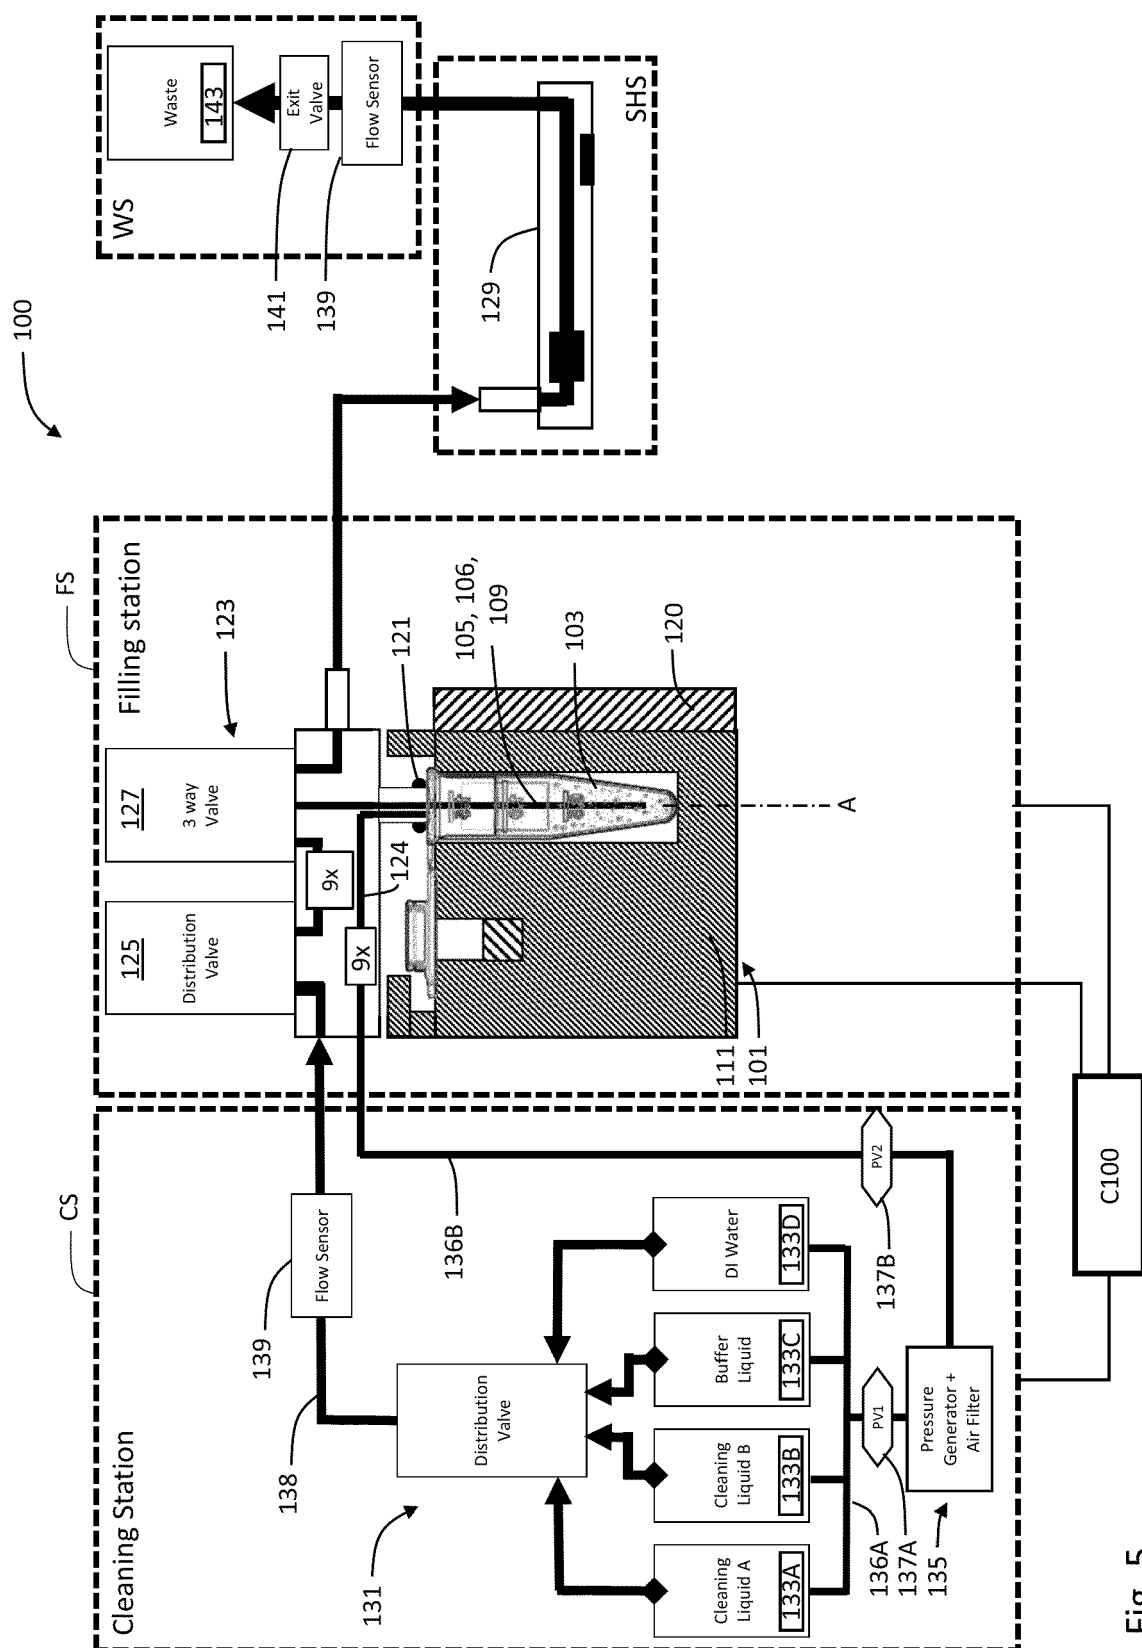 100
WS
Waste
143
Exit
Valve
Flow Sensor
141
139
SHS
129
FS
Filling station
123
127
3 way
Valve
125
Distribution
Valve
9x
9x
124
121
105, 106,
109
103
120
A
111
101
CS
Cleaning Station
139
Flow Sensor
138
136B
131
Distribution
Valve
Cleaning
Liquid A
133A
Cleaning
Liquid B
133B
Buffer
Liquid
133C
DI Water
133D
136A
137A
135
PV1
PV2
137B
Pressure
Generator +
Air Filter
C100
Fig. 5